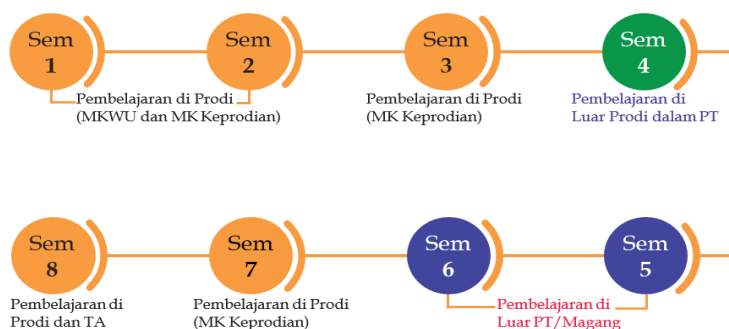 Sem
1
Sem
2
Sem
3
Sem
4
Pembelajaran di Prodi
(MKWU dan MK Keprodian)
Pembelajaran di Prodi
(MK Keprodian)
Pembelajaran di
Luar Prodi dalam PT
Sem
8
Sem
7
Sem
6
Sem
5
Pembelajaran di
Prodi dan TA
Pembelajaran di Prodi
(MK Keprodian)
Pembelajaran di
Luar PT/Magang